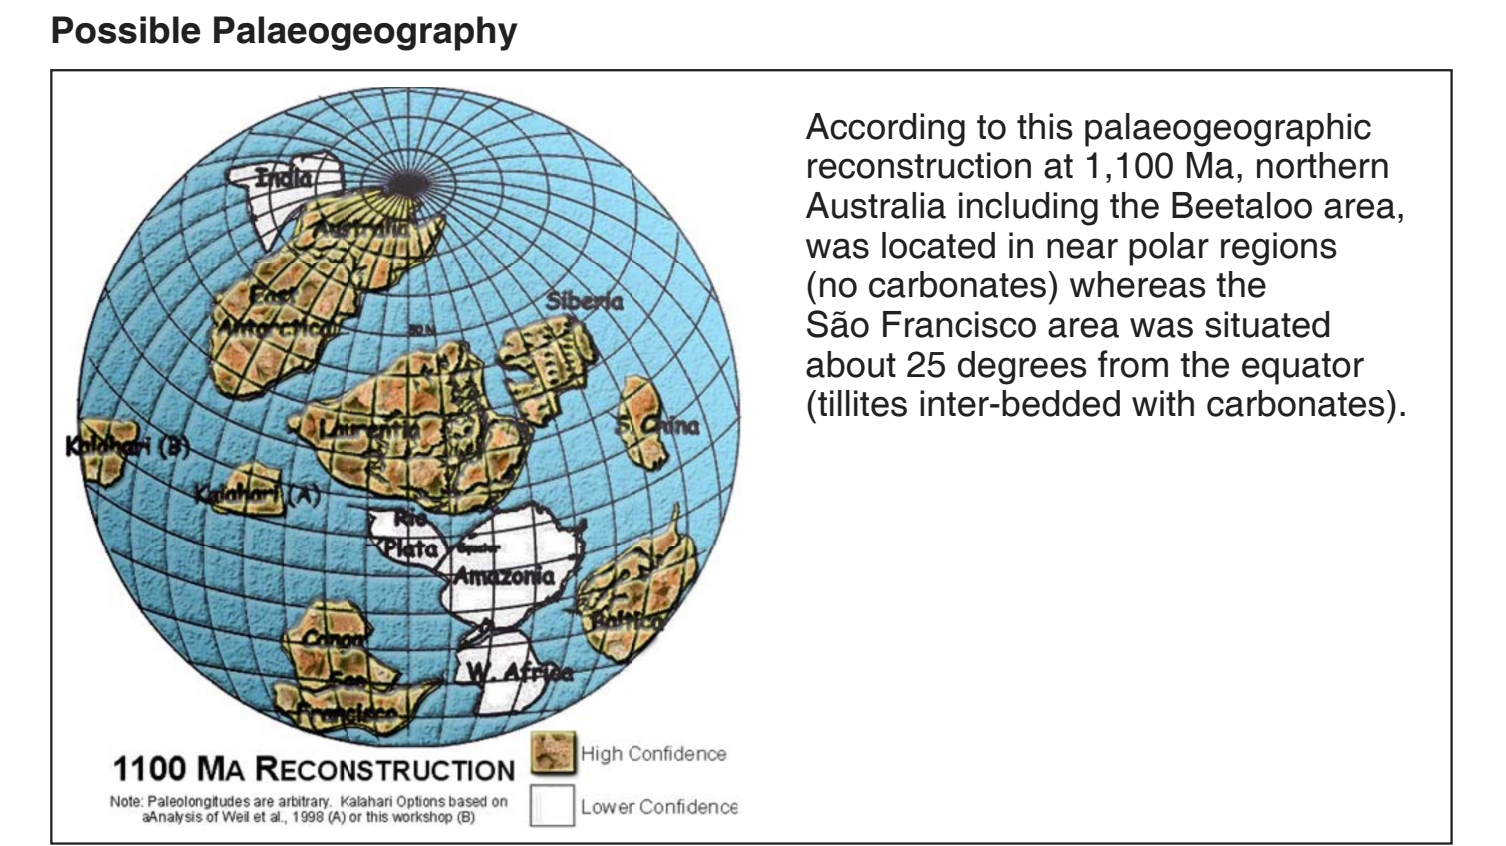 Possible Palaeogeography
According to this palaeogeographic
reconstruction at 1,100 Ma, northern
Australia including the Beetaloo area,
was located in near polar regions
(no carbonates) whereas the
São Francisco area was situated
about 25 degrees from the equator
(tillites inter-bedded with carbonates).
India
Australia
East
Antarctica
Siberia
Laurentia
S. China
Kalahari (B)
Kalahari (A)
Rio
Plata
Equator
Amazonia
Baltica
Congo
Sao
Francisco
W. Africa
1100 MA RECONSTRUCTION
Note: Paleolongitudes are arbitrary. Kalahari Options based on
aAnalysis of Weil et al., 1998 (A) or this workshop (B)
High Confidence
Lower Confidence